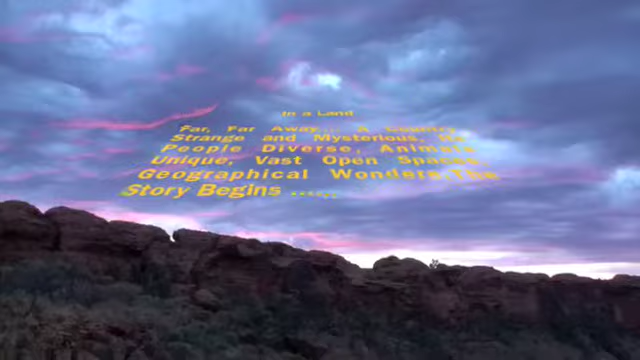 In a Land
Far, Far Away... A Country
Strange and Mysterious, Its
People Diverse, Animals
Unique, Vast Open Spaces,
Geographical Wonders.The
Story Begins ......